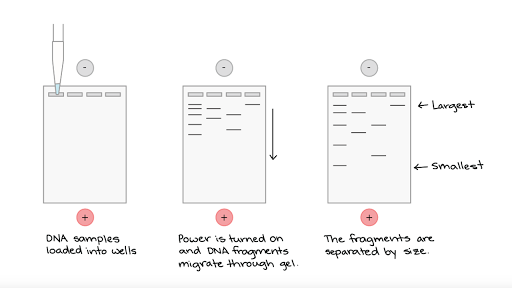 -
-
-
← Largest
← Smallest
+
+
+
DNA samples
loaded into wells
Power is turned on
and DNA fragments
migrate through gel.
The fragments are
separated by size.